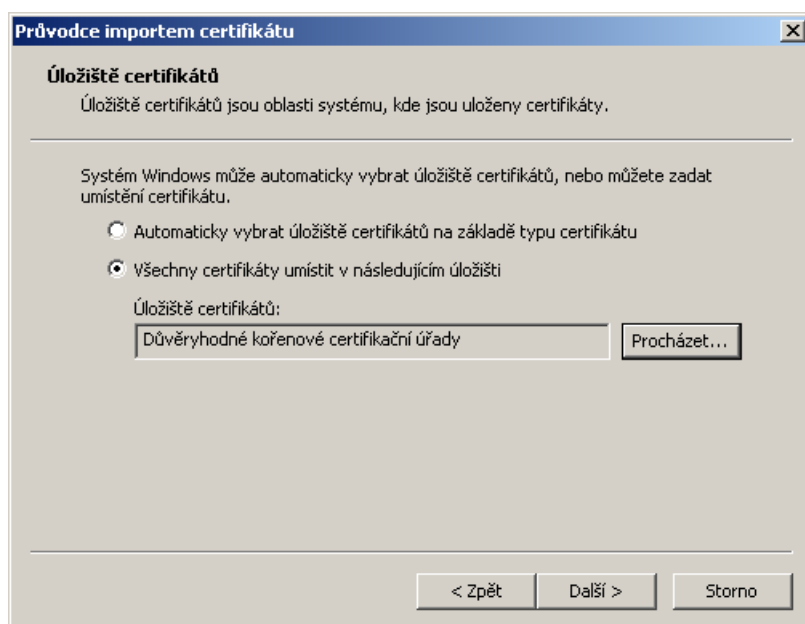 Průvodce importem certifikátu
Úložiště certifikátů
Úložiště certifikátů jsou oblasti systému, kde jsou uloženy certifikáty.
Systém Windows může automaticky vybrat úložiště certifikátů, nebo můžete zadat
umístění certifikátu.
Automaticky vybrat úložiště certifikátů na základě typu certifikátu
Všechny certifikáty umístit v následujícím úložišti
Úložiště certifikátů:
Důvěryhodné kořenové certifikační úřady
Procházet...
< Zpět
Další >
Storno